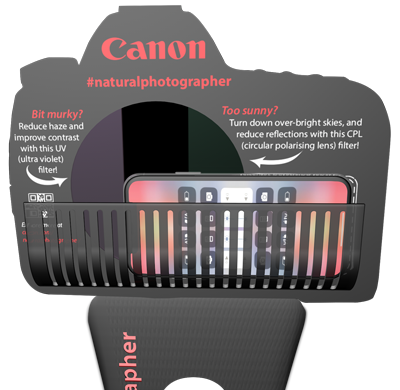 Canon
#naturalphotographer
Bit murky?
Reduce haze and
improve contrast
with this UV
(ultra violet)
filter!
Too sunny?
Turn down over-bright skies, and
reduce reflections with this CPL
(circular polarising lens) filter!
apher